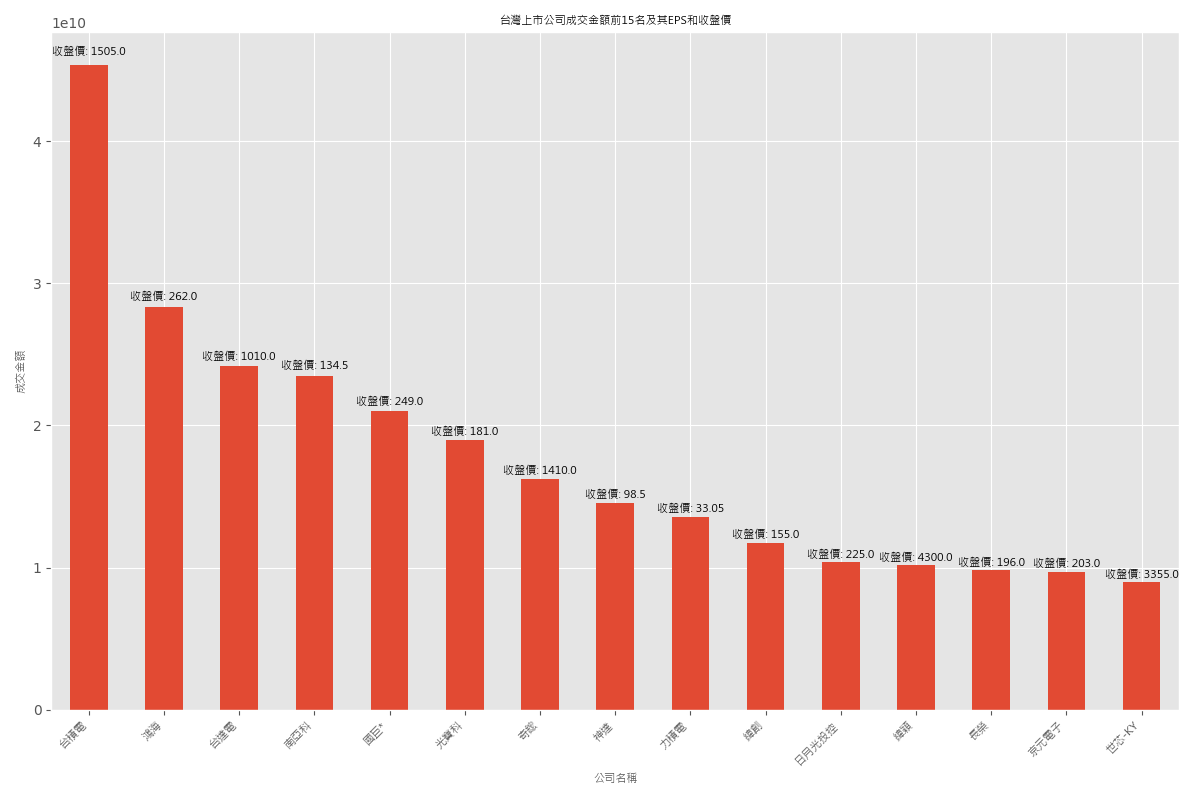 台灣上市公司成交金額前15名及其EPS和收盤價
1e10
收盤價: 1505.0
4
3
收盤價: 262.0
收盤價: 1010.0
收盤價: 134.5
成交金額
收盤價: 249.0
2
收盤價: 181.0
收盤價: 1410.0
收盤價: 98.5
收盤價: 33.05
收盤價: 155.0
收盤價: 225.0
收盤價: 4300.0
收盤價: 196.0
收盤價: 203.0
收盤價: 3355.0
1
0
台積電
鴻海
台達電
南亞科
國巨*
光寶科
奇鋐
神達
力積電
緯創
日月光投控
緯穎
長榮
京元電子
世芯-KY
公司名稱